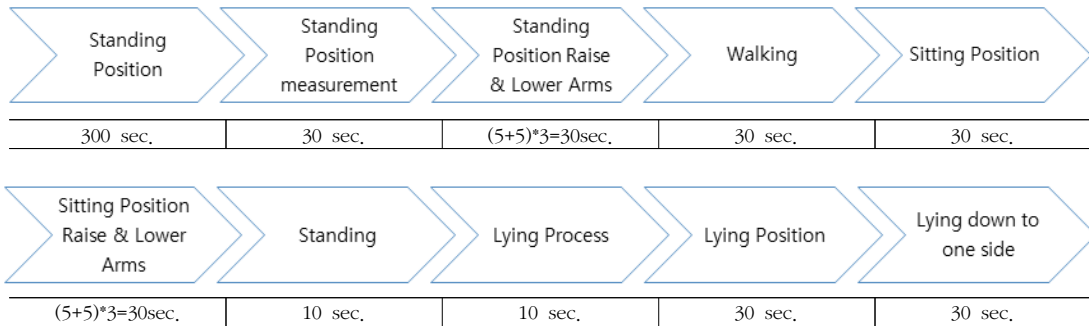 Standing
Position
Standing
Position
measurement
Standing
Position Raise
& Lower Arms
Walking
Sitting Position
300 sec.
30 sec.
(5+5)*3=30sec.
30 sec.
30 sec.
Sitting Position
Raise & Lower
Arms
Standing
Lying Process
Lying Position
Lying down to
one side
(5+5)*3=30sec.
10 sec.
10 sec.
30 sec.
30 sec.